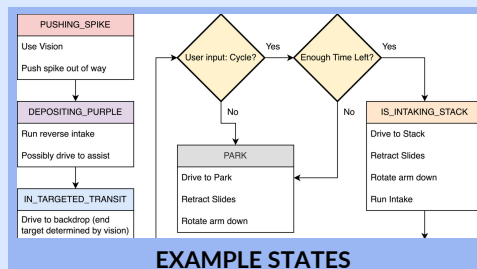 PUSHING_SPIKE
Use Vision
Push spike out of way
DEPOSITING_PURPLE
Run reverse intake
Possibly drive to assist
IN_TARGETED_TRANSIT
Drive to backdrop (end
target determined by vision)
User input: Cycle?
Yes
No
Enough Time Left?
Yes
No
PARK
Drive to Park
Retract Slides
Rotate arm down
IS_INTAKING_STACK
Drive to Stack
Retract Slides
Rotate arm down
Run Intake
EXAMPLE STATES